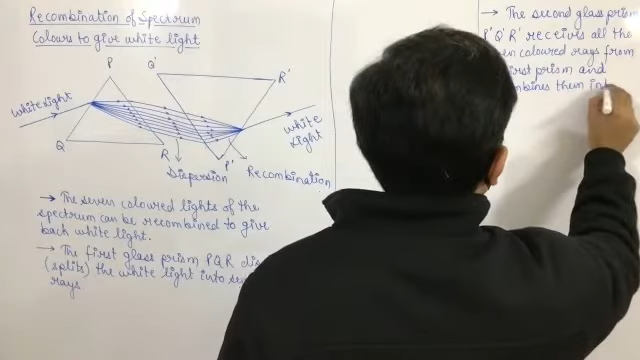 Recombination of Spectrum
Colours to give white light
P
Q'
R'
white light
white
light
Q
R
P'
Dispersion
Recombination
→ The seven coloured lights of the
spectrum can be recombined to give
back white light.
→ The first glass prism PQR
(splits) the white light into
rays
→ The second glass prism
P'Q'R' receives all the
coloured rays from
prism and
them